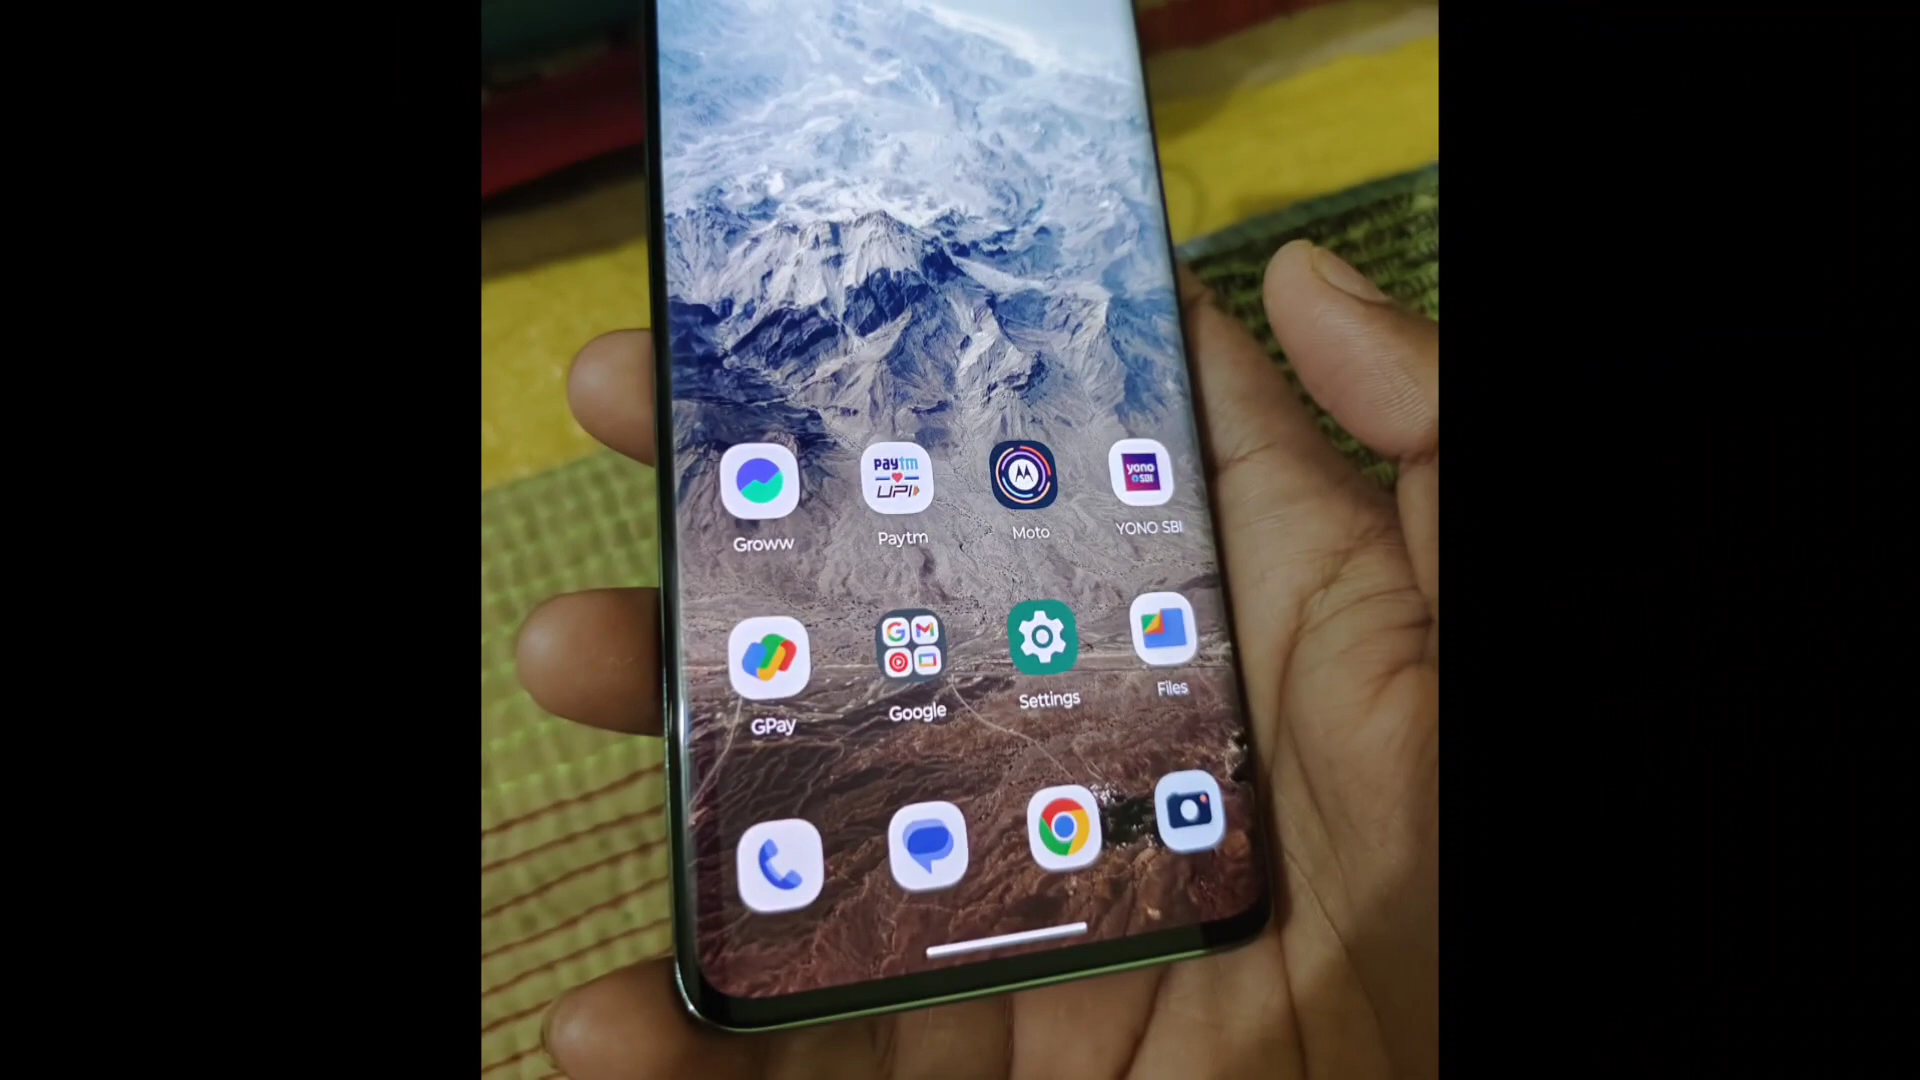 paytm
UPI
yono
SBI
Groww
Paytm
Moto
YONO SBI
G
GPay
Google
Settings
Files